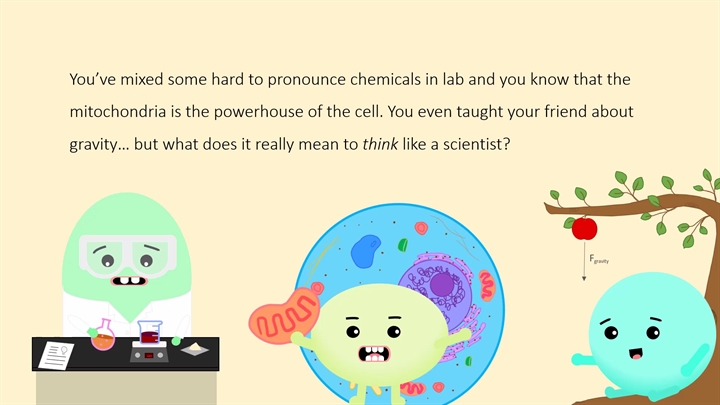 You’ve mixed some hard to pronounce chemicals in lab and you know that the
mitochondria is the powerhouse of the cell. You even taught your friend about
gravity… but what does it really mean to think like a scientist?
Fgravity